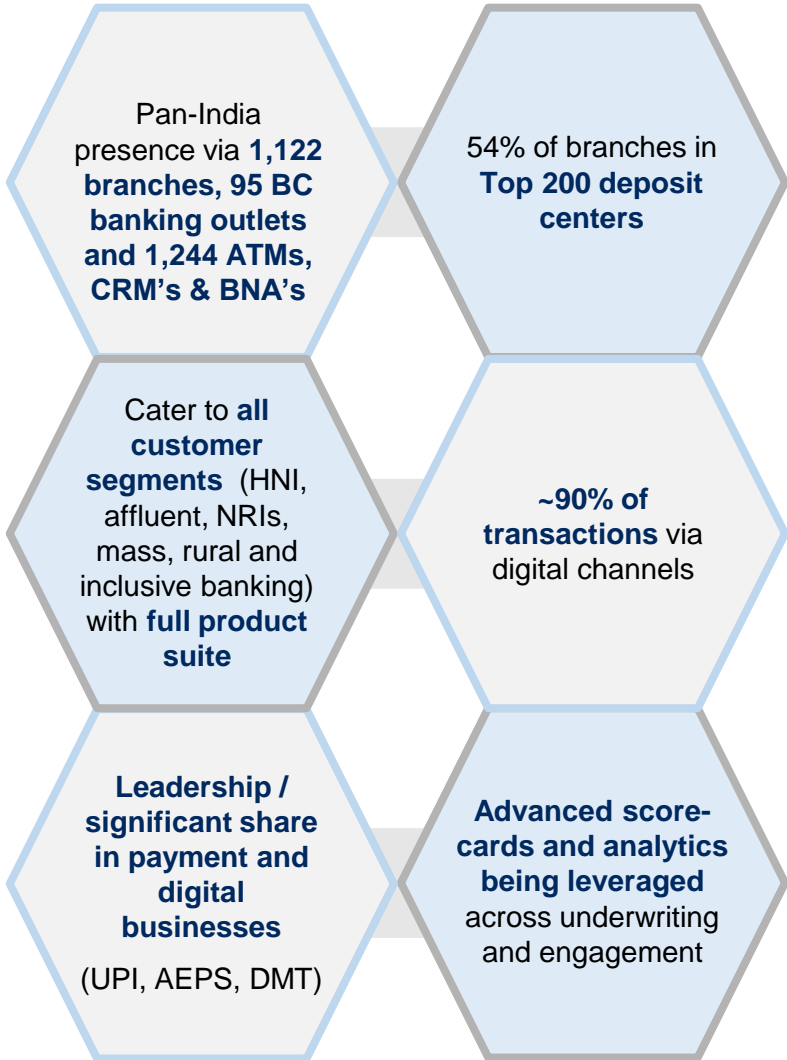 Pan-India
presence via 1,122
branches, 95 BC
banking outlets
and 1,244 ATMs,
CRM's & BNA's
54% of branches in
Top 200 deposit
centers
Cater to all
customer
segments (HNI,
affluent, NRIs,
mass, rural and
inclusive banking)
with full product
suite
~90% of
transactions via
digital channels
Leadership /
significant share
in payment and
digital
businesses
(UPI, AEPS, DMT)
Advanced score-
cards and analytics
being leveraged
across underwriting
and engagement